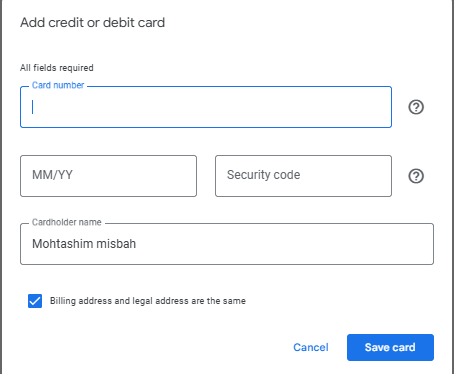 Add credit or debit card
All fields required
Card number
MM/YY
Security code
Cardholder name
Mohtashim misbah
Billing address and legal address are the same
Cancel
Save card